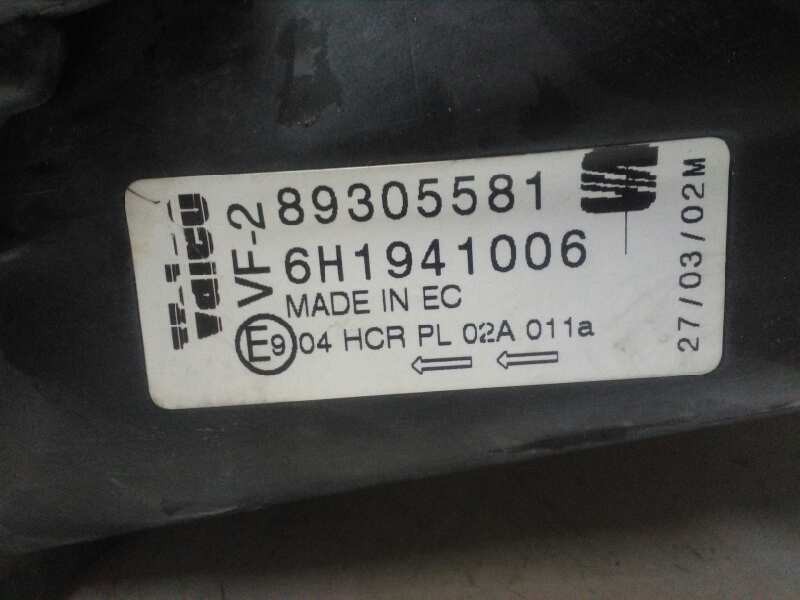 Valeo
VF-2
89305581
6H1941006
MADE IN EC
E9 04 HCR PL 02A 011a
27/03/02M